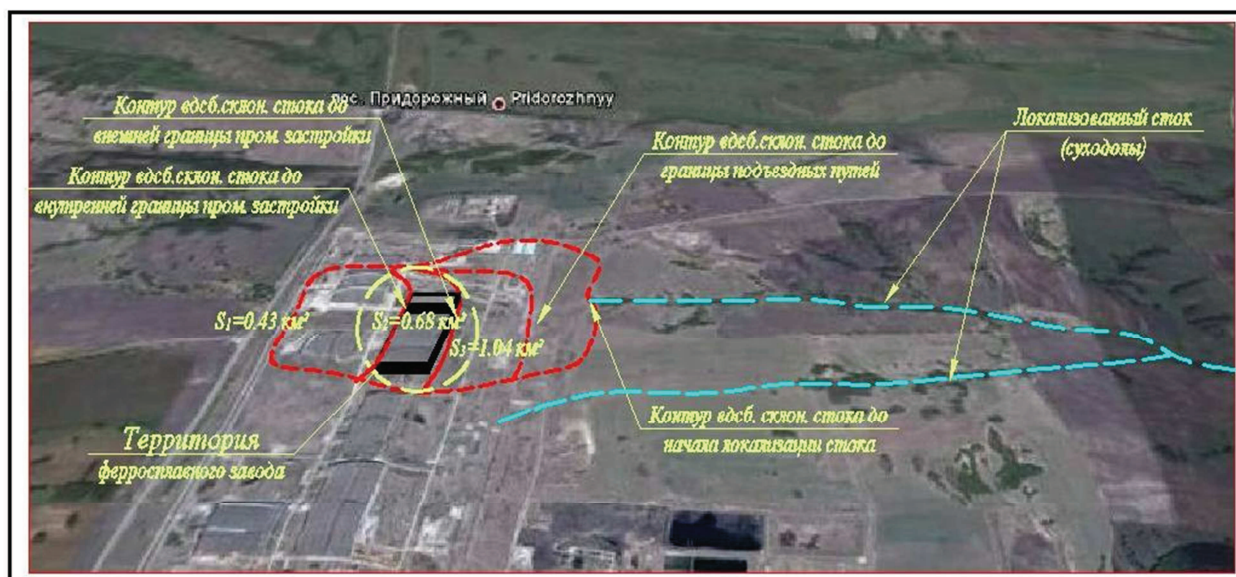 пос. Придорожный Pridorozhnyy
Контур вдсб.склон. стока до
внешней границы пром. застройки
Контур вдсб.склон. стока до
внутренней границы пром. застройки
Контур вдсб.склон. стока до
границы подъездных путей
Локализованный сток
(суходолы)
S₁=0.43 км²
S₂=0.68 км²
S₃=1.04 км²
Контур вдсб. склон. стока до
начала локализации стока
Территория
ферросплавного завода